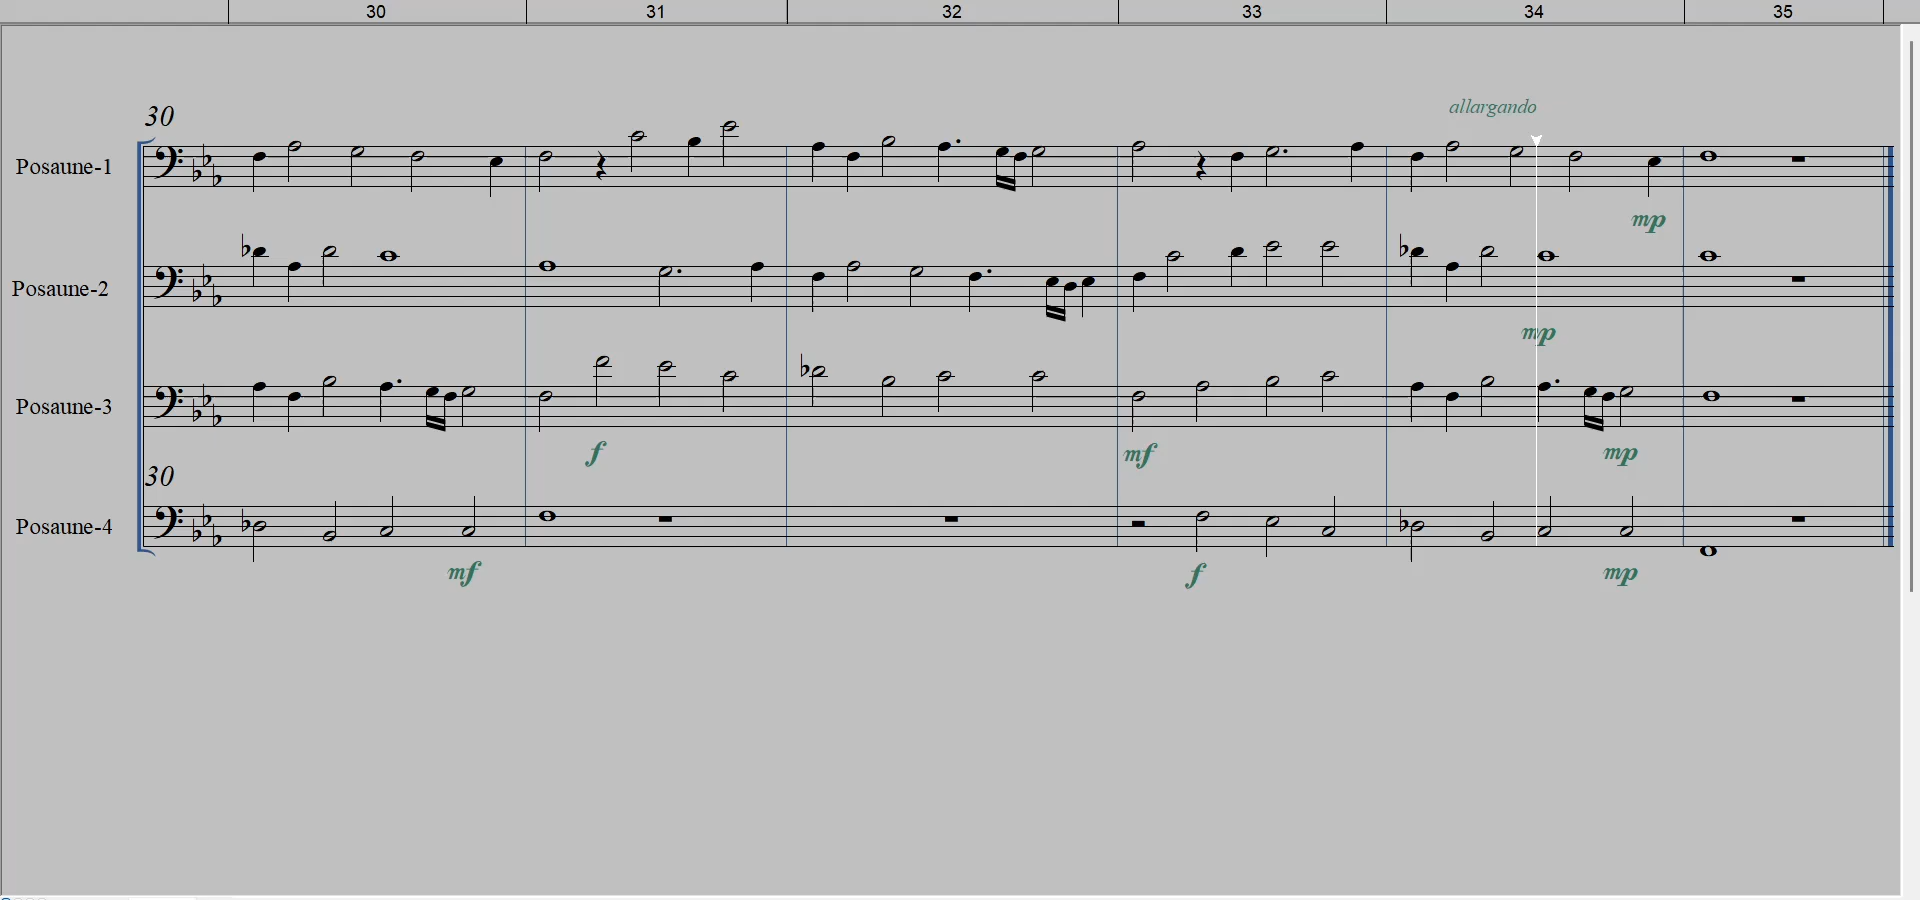 30 31 32 33 34 35
30
allargando
Posaune-1
mp
Posaune-2
mp
Posaune-3
f mf mp
30
Posaune-4
mf f mp